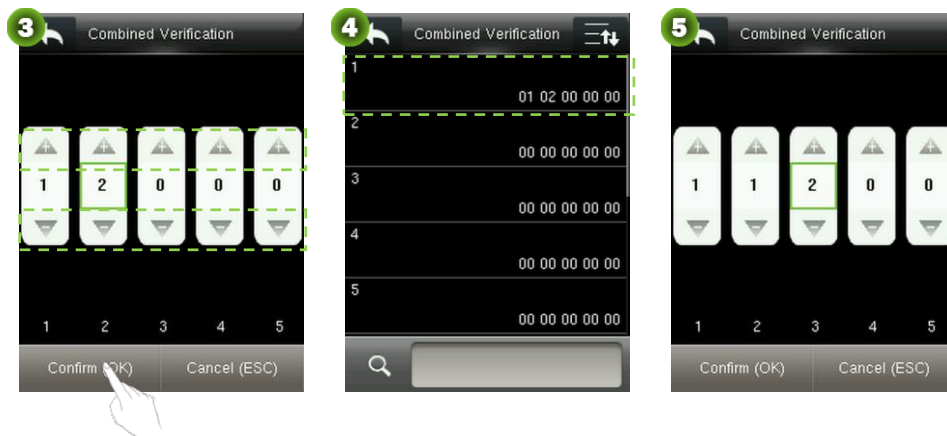 3
Combined Verification
1 2 0 0 0
1 2 3 4 5
Confirm (OK) Cancel (ESC)
4
Combined Verification
1
01 02 00 00 00
2
00 00 00 00 00
3
00 00 00 00 00
4
00 00 00 00 00
5
00 00 00 00 00
5
Combined Verification
1 1 2 0 0
1 2 3 4 5
Confirm (OK) Cancel (ESC)